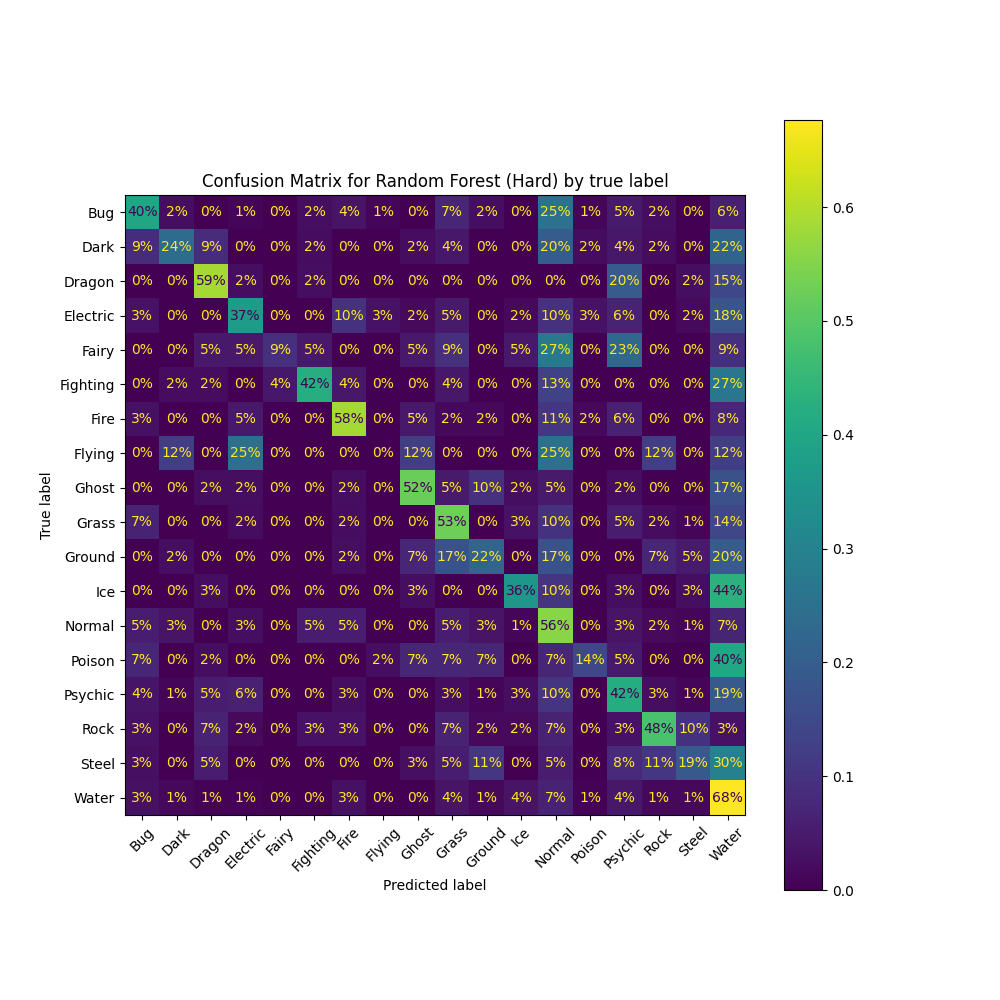 Confusion Matrix for Random Forest (Hard) by true label
Bug 40% 2% 0% 1% 0% 2% 4% 1% 0% 7% 2% 0% 25% 1% 5% 2% 0% 6%
Dark 9% 24% 9% 0% 0% 2% 0% 0% 2% 4% 0% 0% 20% 2% 4% 2% 0% 22%
Dragon 0% 0% 59% 2% 0% 2% 0% 0% 0% 0% 0% 0% 0% 0% 20% 0% 2% 15%
Electric 3% 0% 0% 37% 0% 0% 10% 3% 2% 5% 0% 2% 10% 3% 6% 0% 2% 18%
Fairy 0% 0% 5% 5% 9% 5% 0% 0% 5% 9% 0% 5% 27% 0% 23% 0% 0% 9%
Fighting 0% 2% 2% 0% 4% 42% 4% 0% 0% 4% 0% 0% 13% 0% 0% 0% 0% 27%
Fire 3% 0% 0% 5% 0% 0% 58% 0% 5% 2% 2% 0% 11% 2% 6% 0% 0% 8%
Flying 0% 12% 0% 25% 0% 0% 0% 0% 12% 0% 0% 0% 25% 0% 0% 12% 0% 12%
Ghost 0% 0% 2% 2% 0% 0% 2% 0% 52% 5% 10% 2% 5% 0% 2% 0% 0% 17%
Grass 7% 0% 0% 2% 0% 0% 2% 0% 0% 53% 0% 3% 10% 0% 5% 2% 1% 14%
Ground 0% 2% 0% 0% 0% 0% 2% 0% 7% 17% 22% 0% 17% 0% 0% 7% 5% 20%
Ice 0% 0% 3% 0% 0% 0% 0% 0% 3% 0% 0% 36% 10% 0% 3% 0% 3% 44%
Normal 5% 3% 0% 3% 0% 5% 5% 0% 0% 5% 3% 1% 56% 0% 3% 2% 1% 7%
Poison 7% 0% 2% 0% 0% 0% 0% 2% 7% 7% 7% 0% 7% 14% 5% 0% 0% 40%
Psychic 4% 1% 5% 6% 0% 0% 3% 0% 0% 3% 1% 3% 10% 0% 42% 3% 1% 19%
Rock 3% 0% 7% 2% 0% 3% 3% 0% 0% 7% 2% 2% 7% 0% 3% 48% 10% 3%
Steel 3% 0% 5% 0% 0% 0% 0% 0% 3% 5% 11% 0% 5% 0% 8% 11% 19% 30%
Water 3% 1% 1% 1% 0% 0% 3% 0% 0% 4% 1% 4% 7% 1% 4% 1% 1% 68%
Bug Dark Dragon Electric Fairy Fighting Fire Flying Ghost Grass Ground Ice Normal Poison Psychic Rock Steel Water
Predicted label
True label
0.6
0.5
0.4
0.3
0.2
0.1
0.0